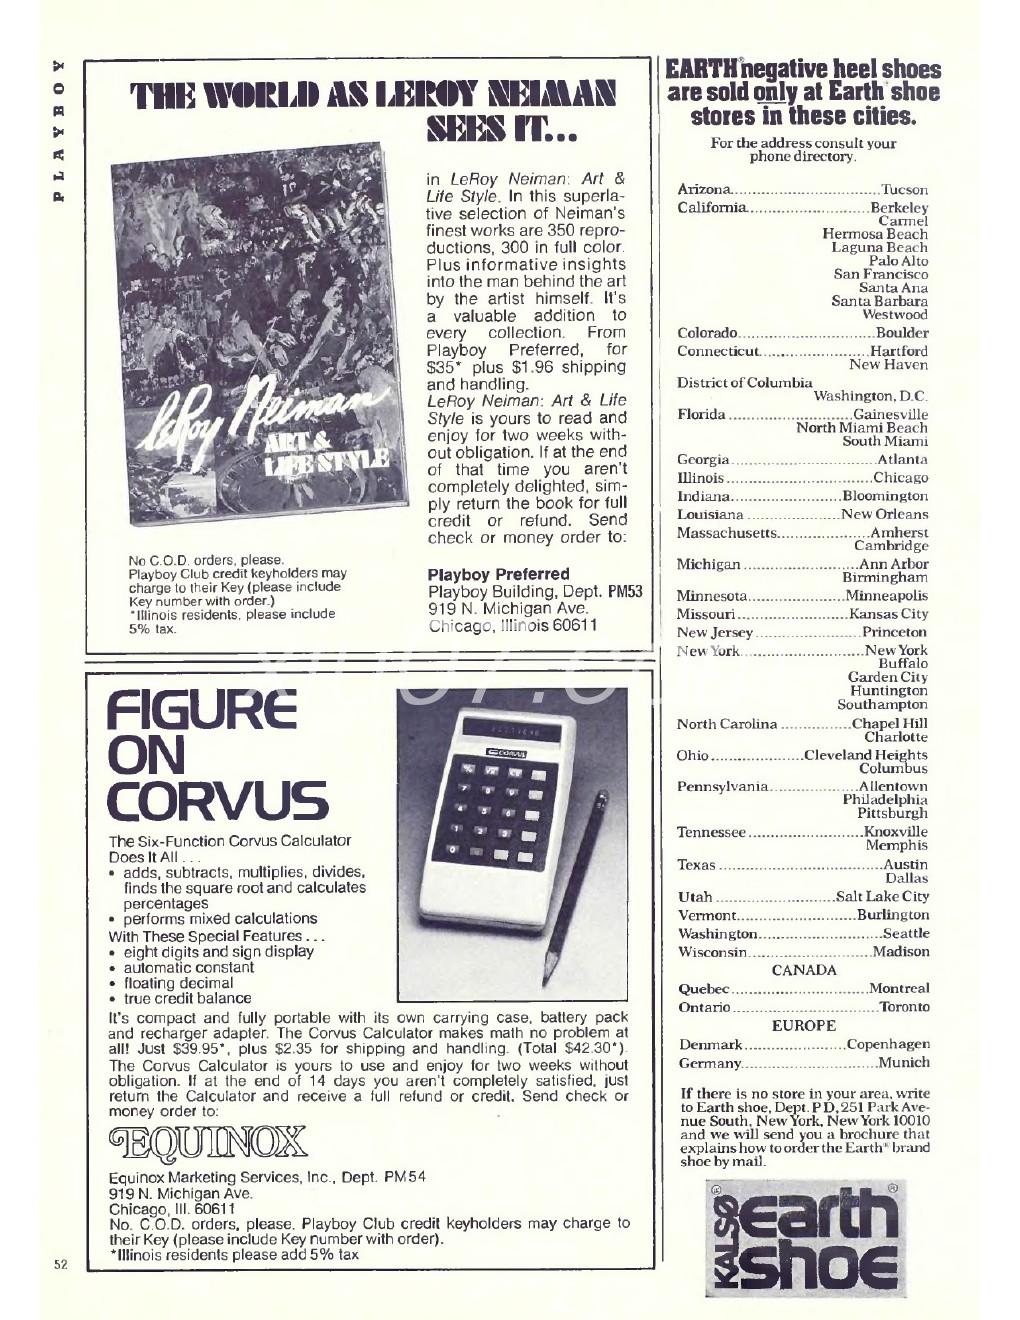 PLAYBOY
THE WORLD AS LEROY NEIMAN
SEES IT...
in LeRoy Neiman: Art &
Life Style. In this superla-
tive selection of Neiman's
finest works are 350 repro-
ductions, 300 in full color.
Plus informative insights
into the man behind the art
by the artist himself. It's
a valuable addition to
every collection. From
Playboy Preferred, for
$35* plus $1.96 shipping
and handling.
LeRoy Neiman: Art & Life
Style is yours to read and
enjoy for two weeks with-
out obligation. If at the end
of that time you aren't
completely delighted, sim-
ply return the book for full
credit or refund. Send
check or money order to:
Playboy Preferred
Playboy Building, Dept. PM53
919 N. Michigan Ave.
Chicago, Illinois 60611
LeRoy Neiman
ART &
LIFE STYLE
No C.O.D. orders, please.
Playboy Club credit keyholders may
charge to their Key (please include
Key number with order.)
*Illinois residents, please include
5% tax.
FIGURE
ON
CORVUS
The Six-Function Corvus Calculator
Does It All . . .
• adds, subtracts, multiplies, divides,
finds the square root and calculates
percentages
• performs mixed calculations
With These Special Features . . .
• eight digits and sign display
• automatic constant
• floating decimal
• true credit balance
CORVUS
It's compact and fully portable with its own carrying case, battery pack
and recharger adapter. The Corvus Calculator makes math no problem at
all! Just $39.95*, plus $2.35 for shipping and handling. (Total $42.30*).
The Corvus Calculator is yours to use and enjoy for two weeks without
obligation. If at the end of 14 days you aren't completely satisfied, just
return the Calculator and receive a full refund or credit. Send check or
money order to:
EQUINOX
Equinox Marketing Services, Inc., Dept. PM54
919 N. Michigan Ave.
Chicago, Ill. 60611
No. C.O.D. orders, please. Playboy Club credit keyholders may charge to
their Key (please include Key number with order).
*Illinois residents please add 5% tax
52
EARTH® negative heel shoes
are sold only at Earth® shoe
stores in these cities.
For the address consult your
phone directory.
Arizona................................Tucson
California..........................Berkeley
Carmel
Hermosa Beach
Laguna Beach
Palo Alto
San Francisco
Santa Ana
Santa Barbara
Westwood
Colorado..............................Boulder
Connecticut........................Hartford
New Haven
District of Columbia
Washington, D.C.
Florida...........................Gainesville
North Miami Beach
South Miami
Georgia...............................Atlanta
Illinois................................Chicago
Indiana........................Bloomington
Louisiana....................New Orleans
Massachusetts....................Amherst
Cambridge
Michigan.........................Ann Arbor
Birmingham
Minnesota.....................Minneapolis
Missouri........................Kansas City
New Jersey.......................Princeton
New York..........................New York
Buffalo
Garden City
Huntington
Southampton
North Carolina...............Chapel Hill
Charlotte
Ohio....................Cleveland Heights
Columbus
Pennsylvania...................Allentown
Philadelphia
Pittsburgh
Tennessee.........................Knoxville
Memphis
Texas...................................Austin
Dallas
Utah..........................Salt Lake City
Vermont..........................Burlington
Washington...........................Seattle
Wisconsin...........................Madison
CANADA
Quebec..............................Montreal
Ontario...............................Toronto
EUROPE
Denmark......................Copenhagen
Germany.............................Munich
If there is no store in your area, write
to Earth shoe, Dept. PD, 251 Park Ave-
nue South, New York, New York 10010
and we will send you a brochure that
explains how to order the Earth® brand
shoe by mail.
KALSØ earth® shoe